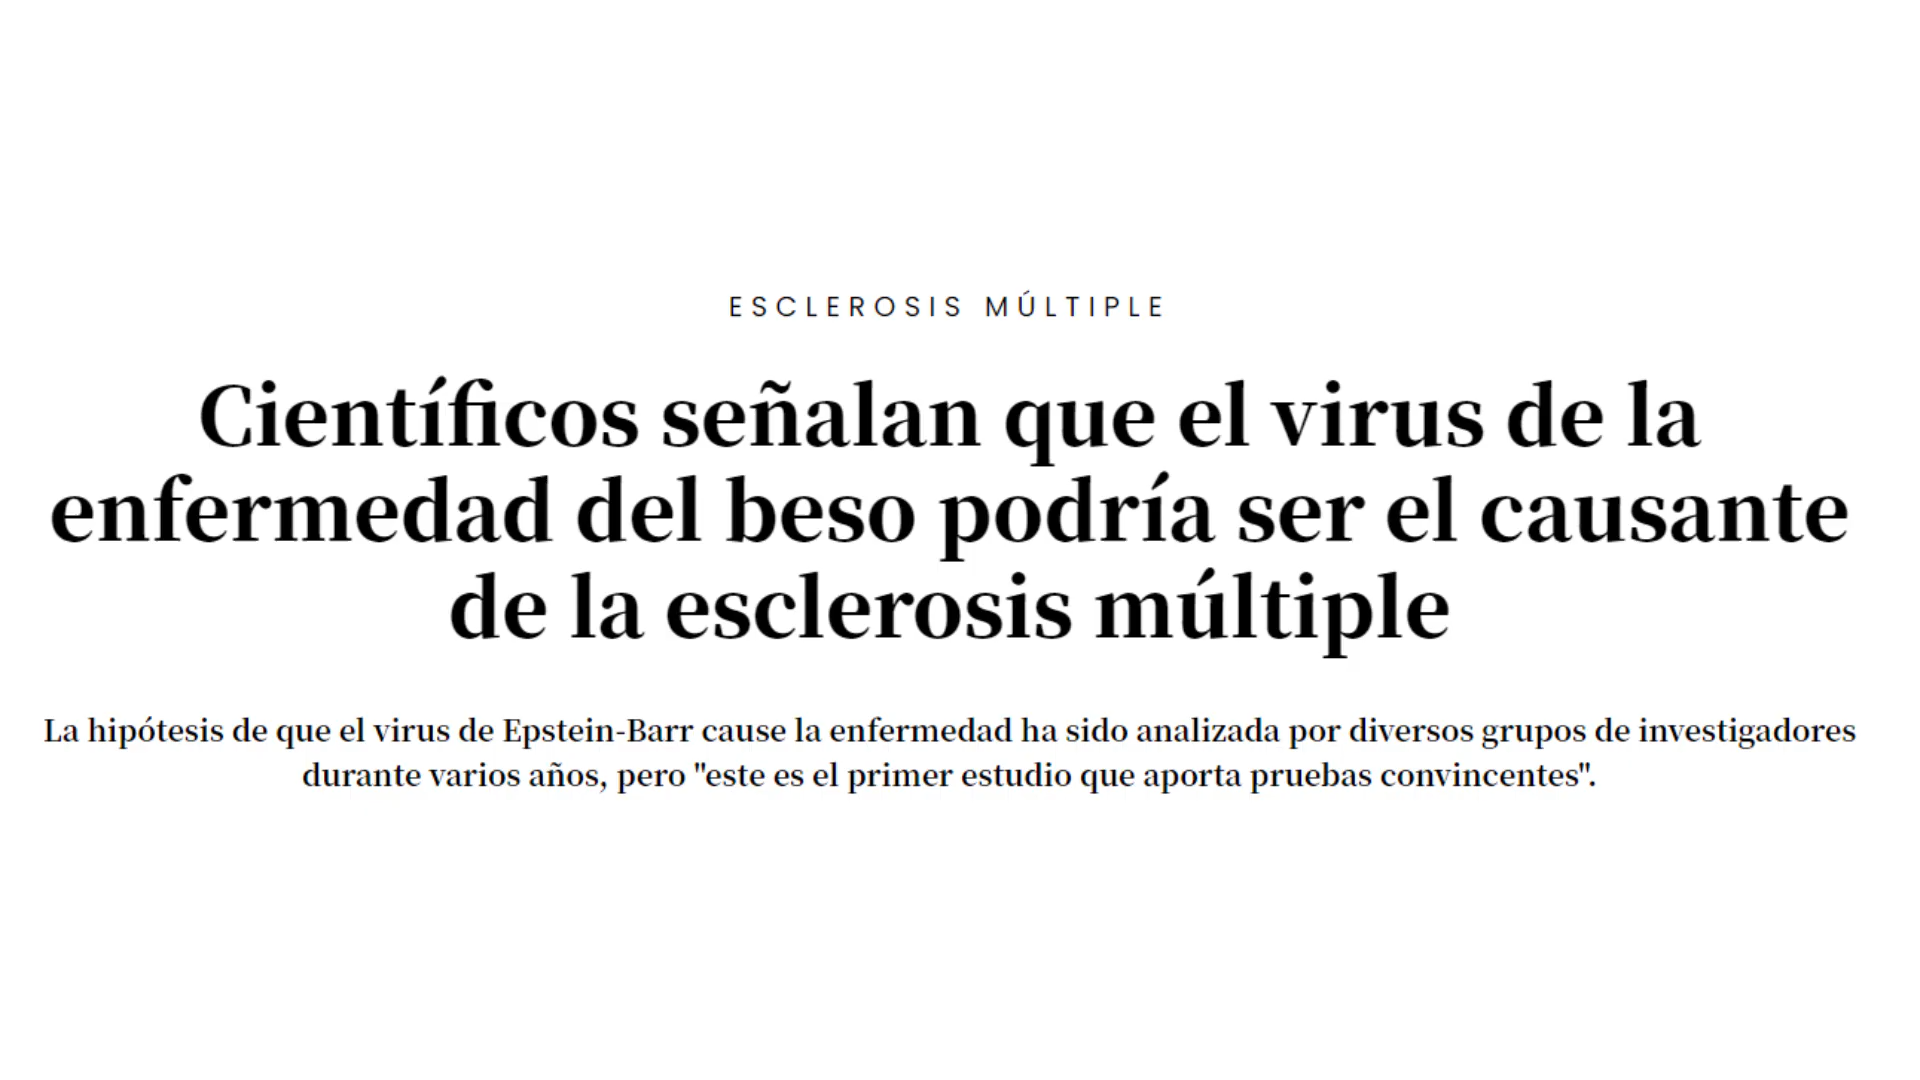 ESCLEROSIS MÚLTIPLE
Científicos señalan que el virus de la
enfermedad del beso podría ser el causante
de la esclerosis múltiple
La hipótesis de que el virus de Epstein-Barr cause la enfermedad ha sido analizada por diversos grupos de investigadores
durante varios años, pero "este es el primer estudio que aporta pruebas convincentes".